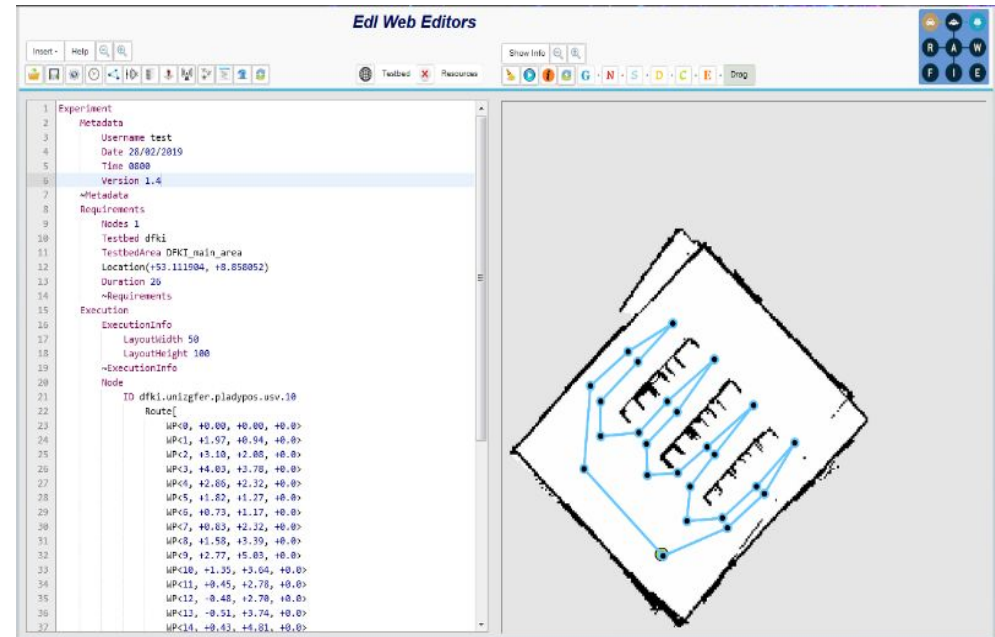 Edl Web Editors
Insert Help
Show Info
Testbed Resources
G N S D C E Drag
R A W
F I E
1 Experiment
2 Metadata
3 Username test
4 Date 28/02/2019
5 Time 0800
6 Version 1.4
7 ~Metadata
8 Requirements
9 Nodes 1
10 Testbed dfki
11 TestbedArea DFKI_main_area
12 Location(+53.111904, +8.858052)
13 Duration 26
14 ~Requirements
15 Execution
16 ExecutionInfo
17 LayoutWidth 50
18 LayoutHeight 100
19 ~ExecutionInfo
20 Node
21 ID dfki.unizgfer.pladypos.usv.10
22 Route[
23 WP<0, +0.00, +0.00, +0.0>
24 WP<1, +1.97, +0.94, +0.0>
25 WP<2, +3.10, +2.08, +0.0>
26 WP<3, +4.03, +3.78, +0.0>
27 WP<4, +2.86, +2.32, +0.0>
28 WP<5, +1.82, +1.27, +0.0>
29 WP<6, +0.73, +1.17, +0.0>
30 WP<7, +0.83, +2.32, +0.0>
31 WP<8, +1.58, +3.39, +0.0>
32 WP<9, +2.77, +5.03, +0.0>
33 WP<10, +1.35, +3.64, +0.0>
34 WP<11, +0.45, +2.78, +0.0>
35 WP<12, -0.48, +2.70, +0.0>
36 WP<13, -0.51, +3.74, +0.0>
37 WP<14, +0.43, +4.81, +0.0>